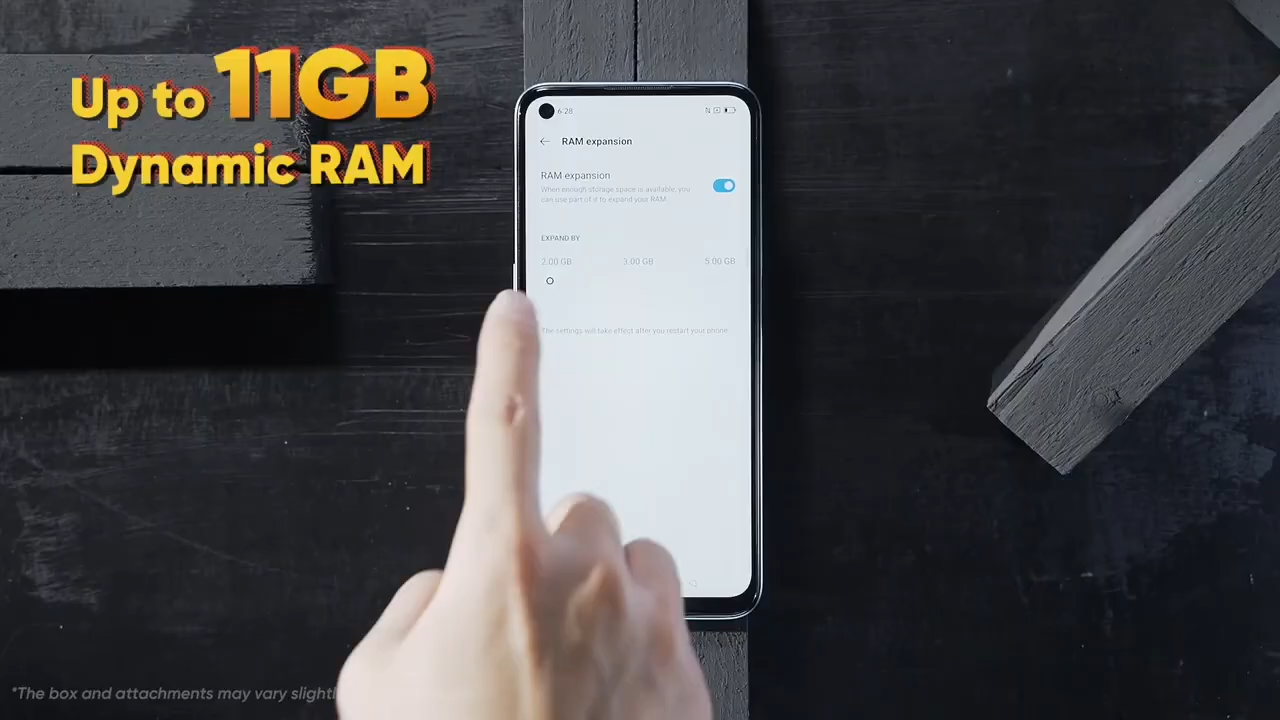 Up to 11GB
Dynamic RAM
6:28
RAM expansion
RAM expansion
When enough storage space is available, you
can use part of it to expand your RAM.
EXPAND BY
2.00 GB 3.00 GB 5.00 GB
The settings will take effect after you restart your phone.
*The box and attachments may vary slightl